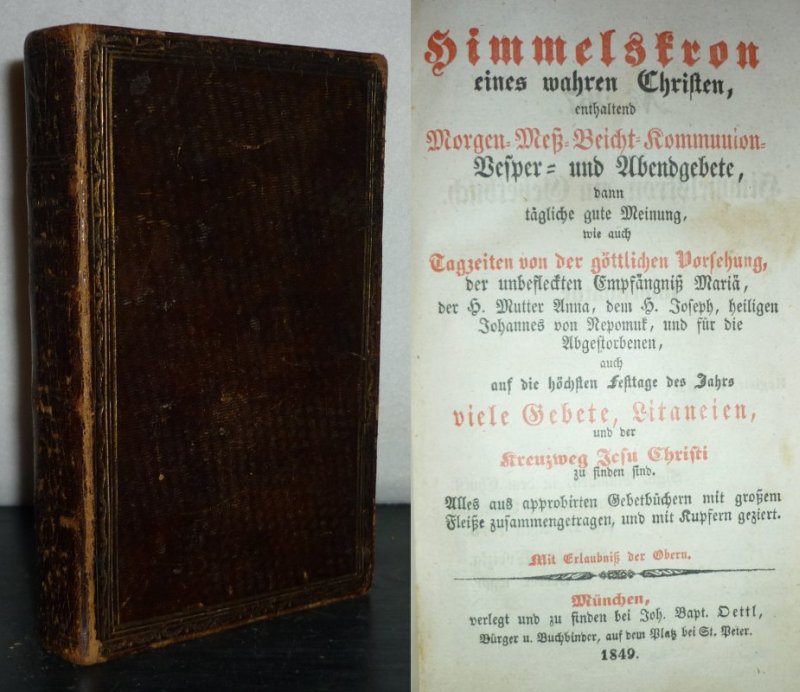 Himmelskron
eines wahren Christen,
enthaltend
Morgen- Meß- Beicht- Kommunion-
Vesper- und Abendgebete,
dann
tägliche gute Meinung,
wie auch
Tagzeiten von der göttlichen Vorsehung,
der unbefleckten Empfängniß Mariä,
der H. Mutter Anna, dem H. Joseph, heiligen
Johannes von Nepomuk, und für die
Abgestorbenen,
auch
auf die höchsten Festtage des Jahrs
viele Gebete, Litaneien,
und der
Kreuzweg Jesu Christi
zu finden sind.
Alles aus approbirten Gebetbüchern mit großem
Fleiße zusammengetragen, und mit Kupfern geziert.
Mit Erlaubniß der Obern.
München,
verlegt und zu finden bei Joh. Bapt. Oettl,
Bürger u. Buchbinder, auf dem Platz bei St. Peter.
1849.